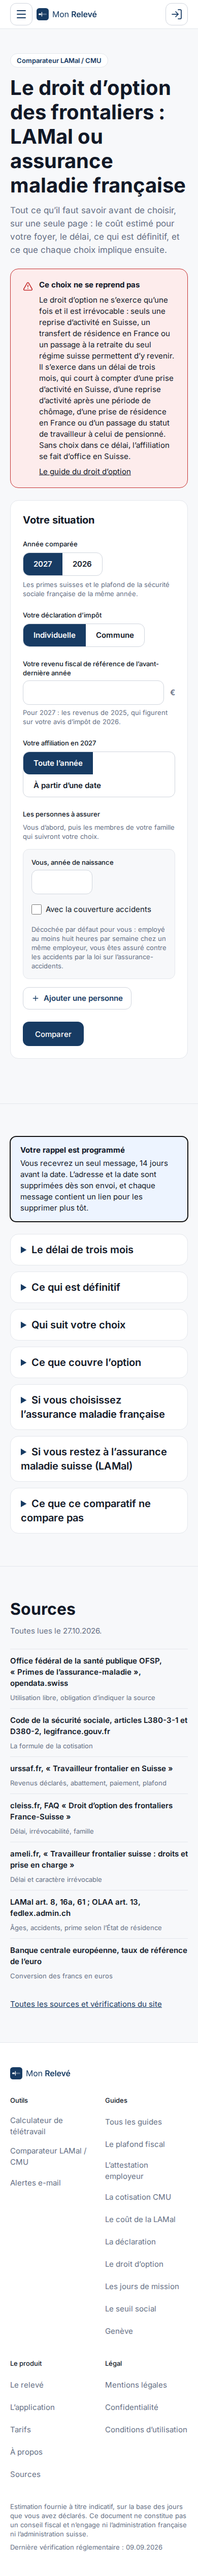 Mon Relevé
Comparateur LAMal / CMU
Le choix d’option
des frontaliers :
LAMal ou
assurance
maladie française
Tout ce qu’il faut savoir avant de choisir,
sur une seule page : le coût estimé pour
votre foyer, le délai, ce qui est définitif, et
ce que chaque solution emporte ensuite.
Ce choix ne se reprend pas
Le droit d’option ne s’exerce qu’une
fois et il est irrévocable : seuls une
reprise d’activité en Suisse, un
transfert de résidence en France ou
un passage à la retraite du seul
régime suisse permettent d’y revenir.
Il s’exerce dans un délai de trois
mois, qui court à compter d’une prise
d’activité en Suisse, d’une reprise
d’activité après une période de
chômage, d’une prise de résidence
en France ou d’un passage du statut
de travailleur à celui de pensionné.
Sans choix dans ce délai, l’affiliation
se fait d’office en Suisse.
Le guide du droit d’option
Votre situation
Année comparée
2027
2026
Les primes suisses et le plafond de la sécurité
sociale française de la même année.
Votre déclaration d’impôt
Individuelle
Commune
Votre revenu fiscal de référence de l’avant-
dernière année
€
Pour 2027 : les revenus de 2025, qui figurent
sur votre avis d’impôt de 2026.
Votre affiliation en 2027
Toute l’année
À partir d’une date
Les personnes à assurer
Vous d’abord, puis les membres de votre famille
qui suivront votre choix.
Vous, année de naissance
Avec la couverture accidents
Décochée par défaut pour vous : employé
au moins huit heures par semaine chez un
même employeur, vous êtes assuré contre
les accidents par la loi sur l’assurance-
accidents.
+ Ajouter une personne
Comparer
Votre rappel est programmé
Vous recevrez un seul message, 14 jours
avant la date. L’adresse et la date sont
supprimées dès son envoi, et chaque
message contient un lien pour les
supprimer plus tôt.
Le délai de trois mois
Ce qui est définitif
Qui suit votre choix
Ce que couvre l’option
Si vous choisissez
l’assurance maladie française
Si vous restez à l’assurance
maladie suisse (LAMal)
Ce que ce comparatif ne
compare pas
Sources
Toutes lues le 27.10.2026.
Office fédéral de la santé publique OFSP,
« Primes de l’assurance-maladie »,
opendata.swiss
Utilisation libre, obligation d’indiquer la source
Code de la sécurité sociale, articles L380-3-1 et
D380-2, legifrance.gouv.fr
La formule de la cotisation
urssaf.fr, « Travailleur frontalier en Suisse »
Revenus déclarés, abattement, paiement, plafond
cleiss.fr, FAQ « Droit d’option des frontaliers
France-Suisse »
Délai, irrévocabilité, famille
ameli.fr, « Travailleur frontalier suisse : droits et
prise en charge »
Délai et caractère irrévocable
LAMal art. 8, 16a, 61 ; OLAA art. 13,
fedlex.admin.ch
Âges, accidents, prime selon l’État de résidence
Banque centrale européenne, taux de référence
de l’euro
Conversion des francs en euros
Toutes les sources et vérifications du site
Mon Relevé
Outils
Calculateur de
télétravail
Comparateur LAMal /
CMU
Alertes e-mail
Guides
Tous les guides
Le plafond fiscal
L’attestation
employeur
La cotisation CMU
Le coût de la LAMal
La déclaration
Le droit d’option
Les jours de mission
Le seuil social
Genève
Le produit
Le relevé
L’application
Tarifs
À propos
Sources
Légal
Mentions légales
Confidentialité
Conditions d’utilisation
Estimation fournie à titre indicatif, sur la base des jours
que vous avez déclarés. Ce document ne constitue pas
un conseil fiscal et n’engage ni l’administration française
ni l’administration suisse.
Dernière vérification réglementaire : 09.09.2026